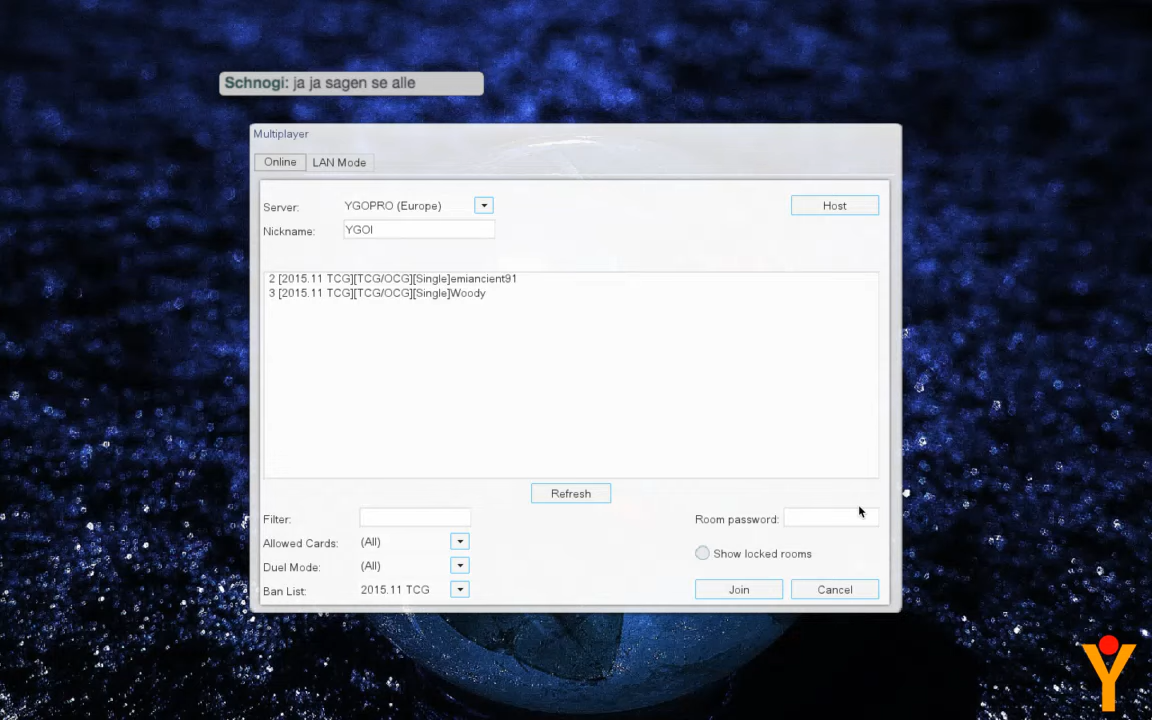 Schnogi: ja ja sagen se alle
Multiplayer
Online LAN Mode
Server: YGOPRO (Europe) Host
Nickname: YGOI
2 [2015.11 TCG][TCG/OCG][Single]emiancient91
3 [2015.11 TCG][TCG/OCG][Single]Woody
Refresh
Filter: Room password:
Allowed Cards: (All)
Show locked rooms
Duel Mode: (All)
Ban List: 2015.11 TCG Join Cancel
Y